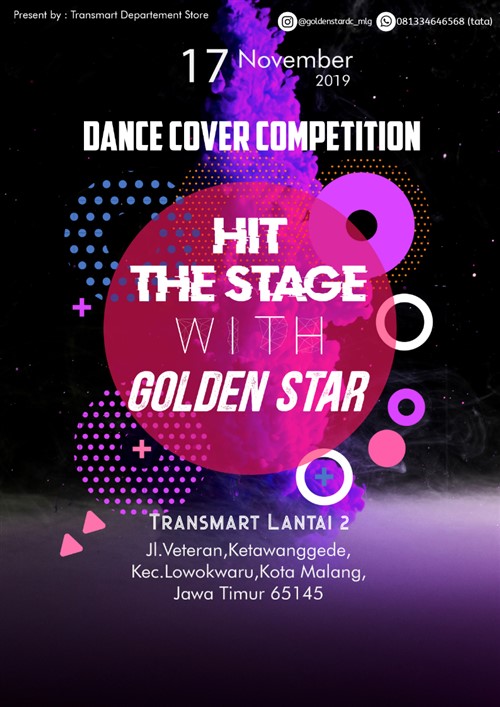 Present by : Transmart Departement Store
@goldenstardc_mlg 081334646568 (tata)
17 November
2019
DANCE COVER COMPETITION
HIT
THE STAGE
WITH
GOLDEN STAR
TRANSMART LANTAI 2
Jl.Veteran,Ketawanggede,
Kec.Lowokwaru,Kota Malang,
Jawa Timur 65145